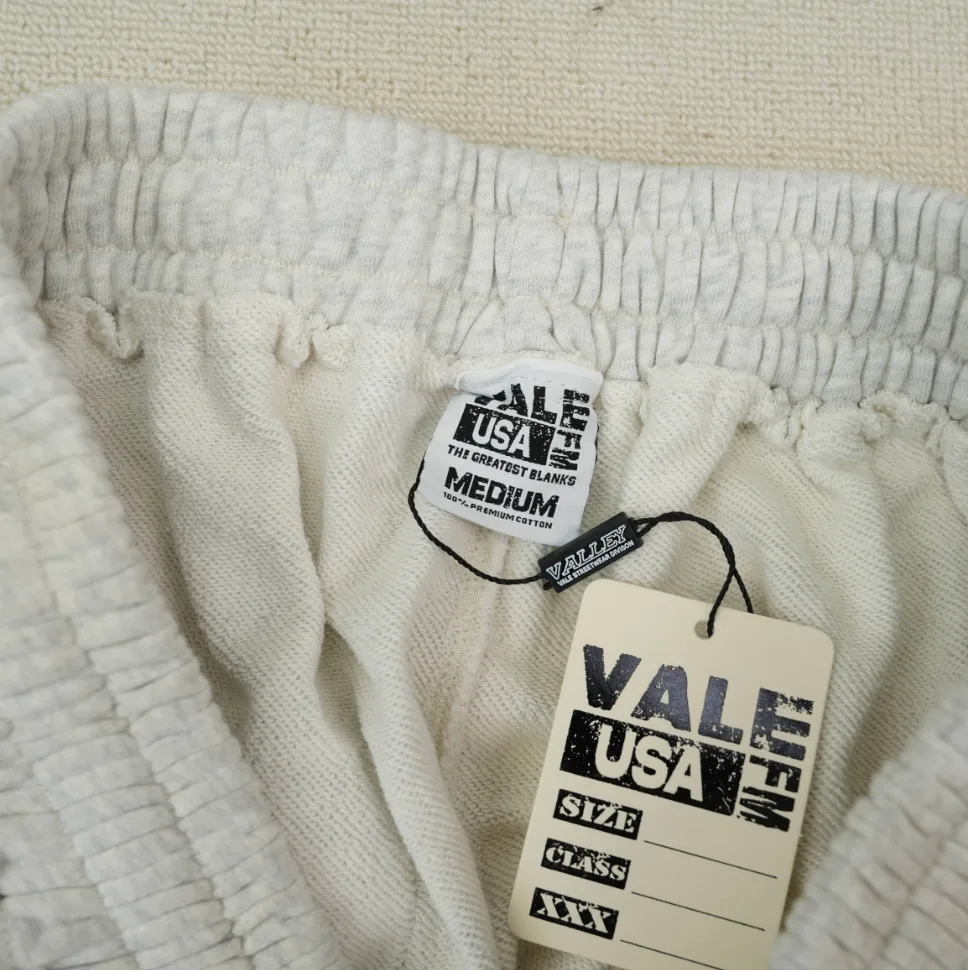 VALE
USA
FM
THE GREATEST BLANKS
MEDIUM
100% PREMIUM COTTON
VALLEY
VALE STREETWEAR DIVISON
VALE
USA
FM
SIZE
CLASS
XXX